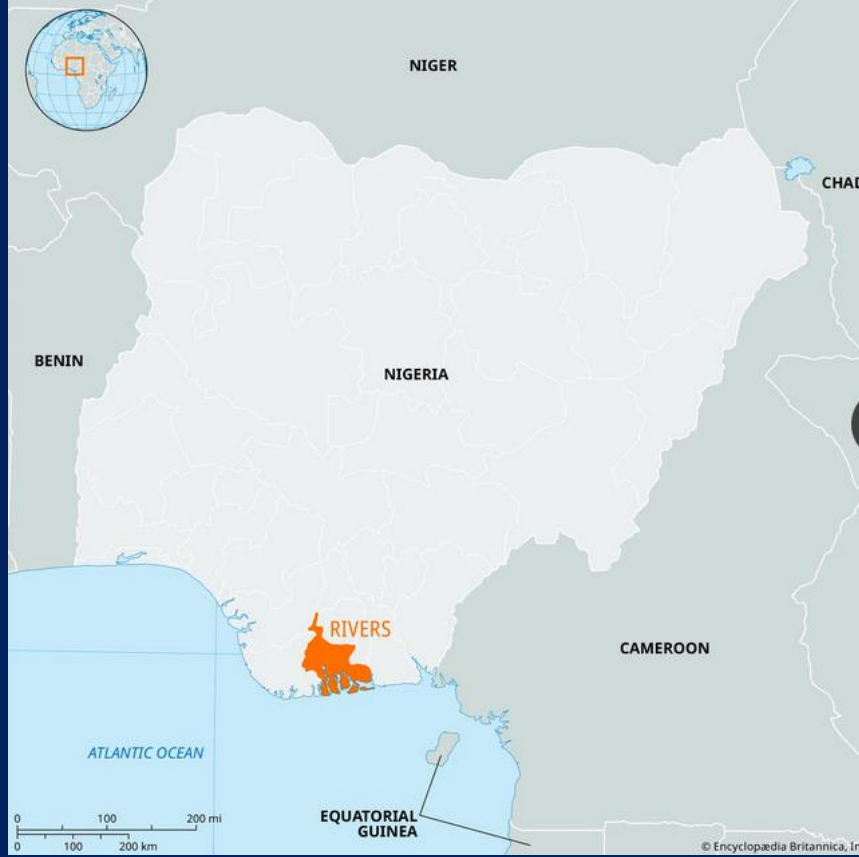 NIGER
CHAD
BENIN
NIGERIA
RIVERS
CAMEROON
ATLANTIC OCEAN
EQUATORIAL
GUINEA
0 100 200 mi
0 100 200 km
© Encyclopædia Britannica, In